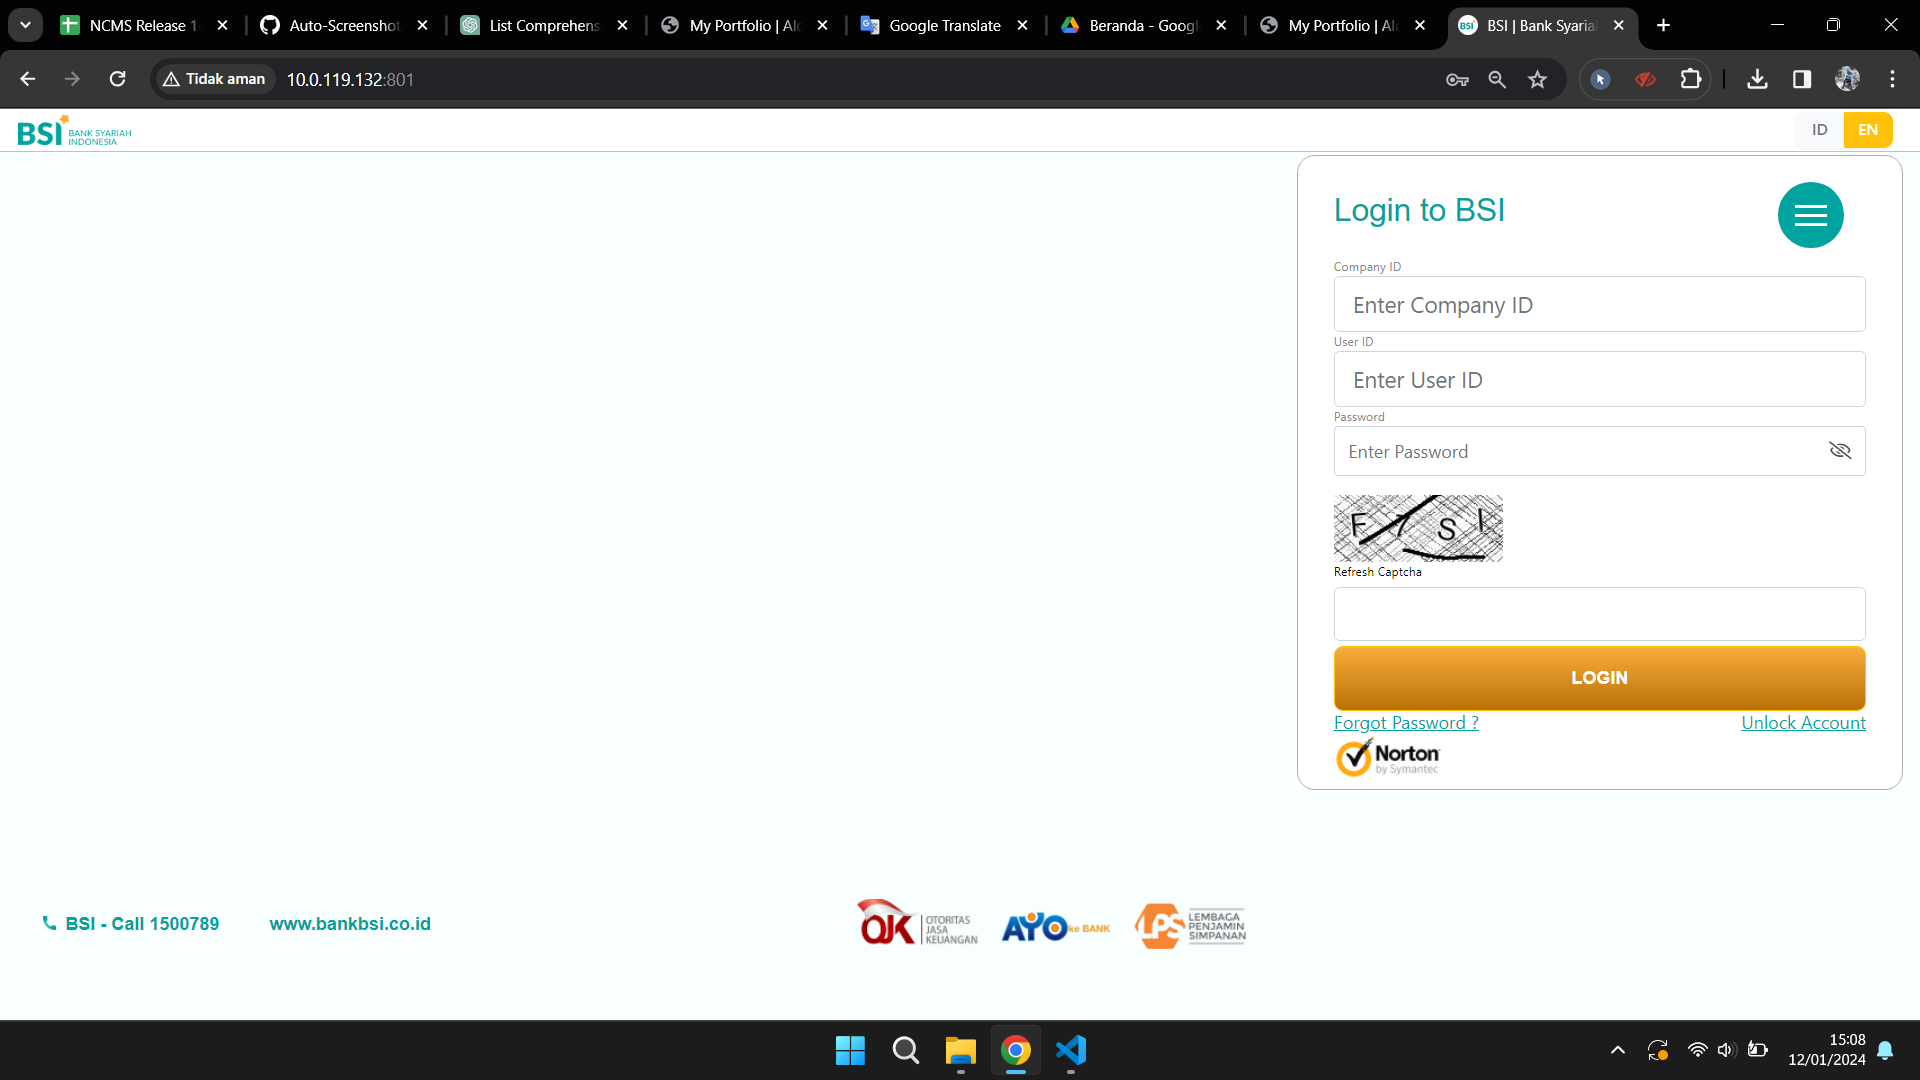 NCMS Release 1-
Auto-Screenshot
List Comprehens
My Portfolio | Alc
Google Translate
Beranda - Googl
My Portfolio | Alc
BSI | Bank Syariah
Tidak aman
10.0.119.132:801
BSI BANK SYARIAH
INDONESIA
ID
EN
Login to BSI
Company ID
Enter Company ID
User ID
Enter User ID
Password
Enter Password
F 7 S I
Refresh Captcha
LOGIN
Forgot Password ?
Unlock Account
Norton
by Symantec
BSI - Call 1500789
www.bankbsi.co.id
OJK
OTORITAS
JASA
KEUANGAN
AYO ke BANK
LPS
LEMBAGA
PENJAMIN
SIMPANAN
15:08
12/01/2024